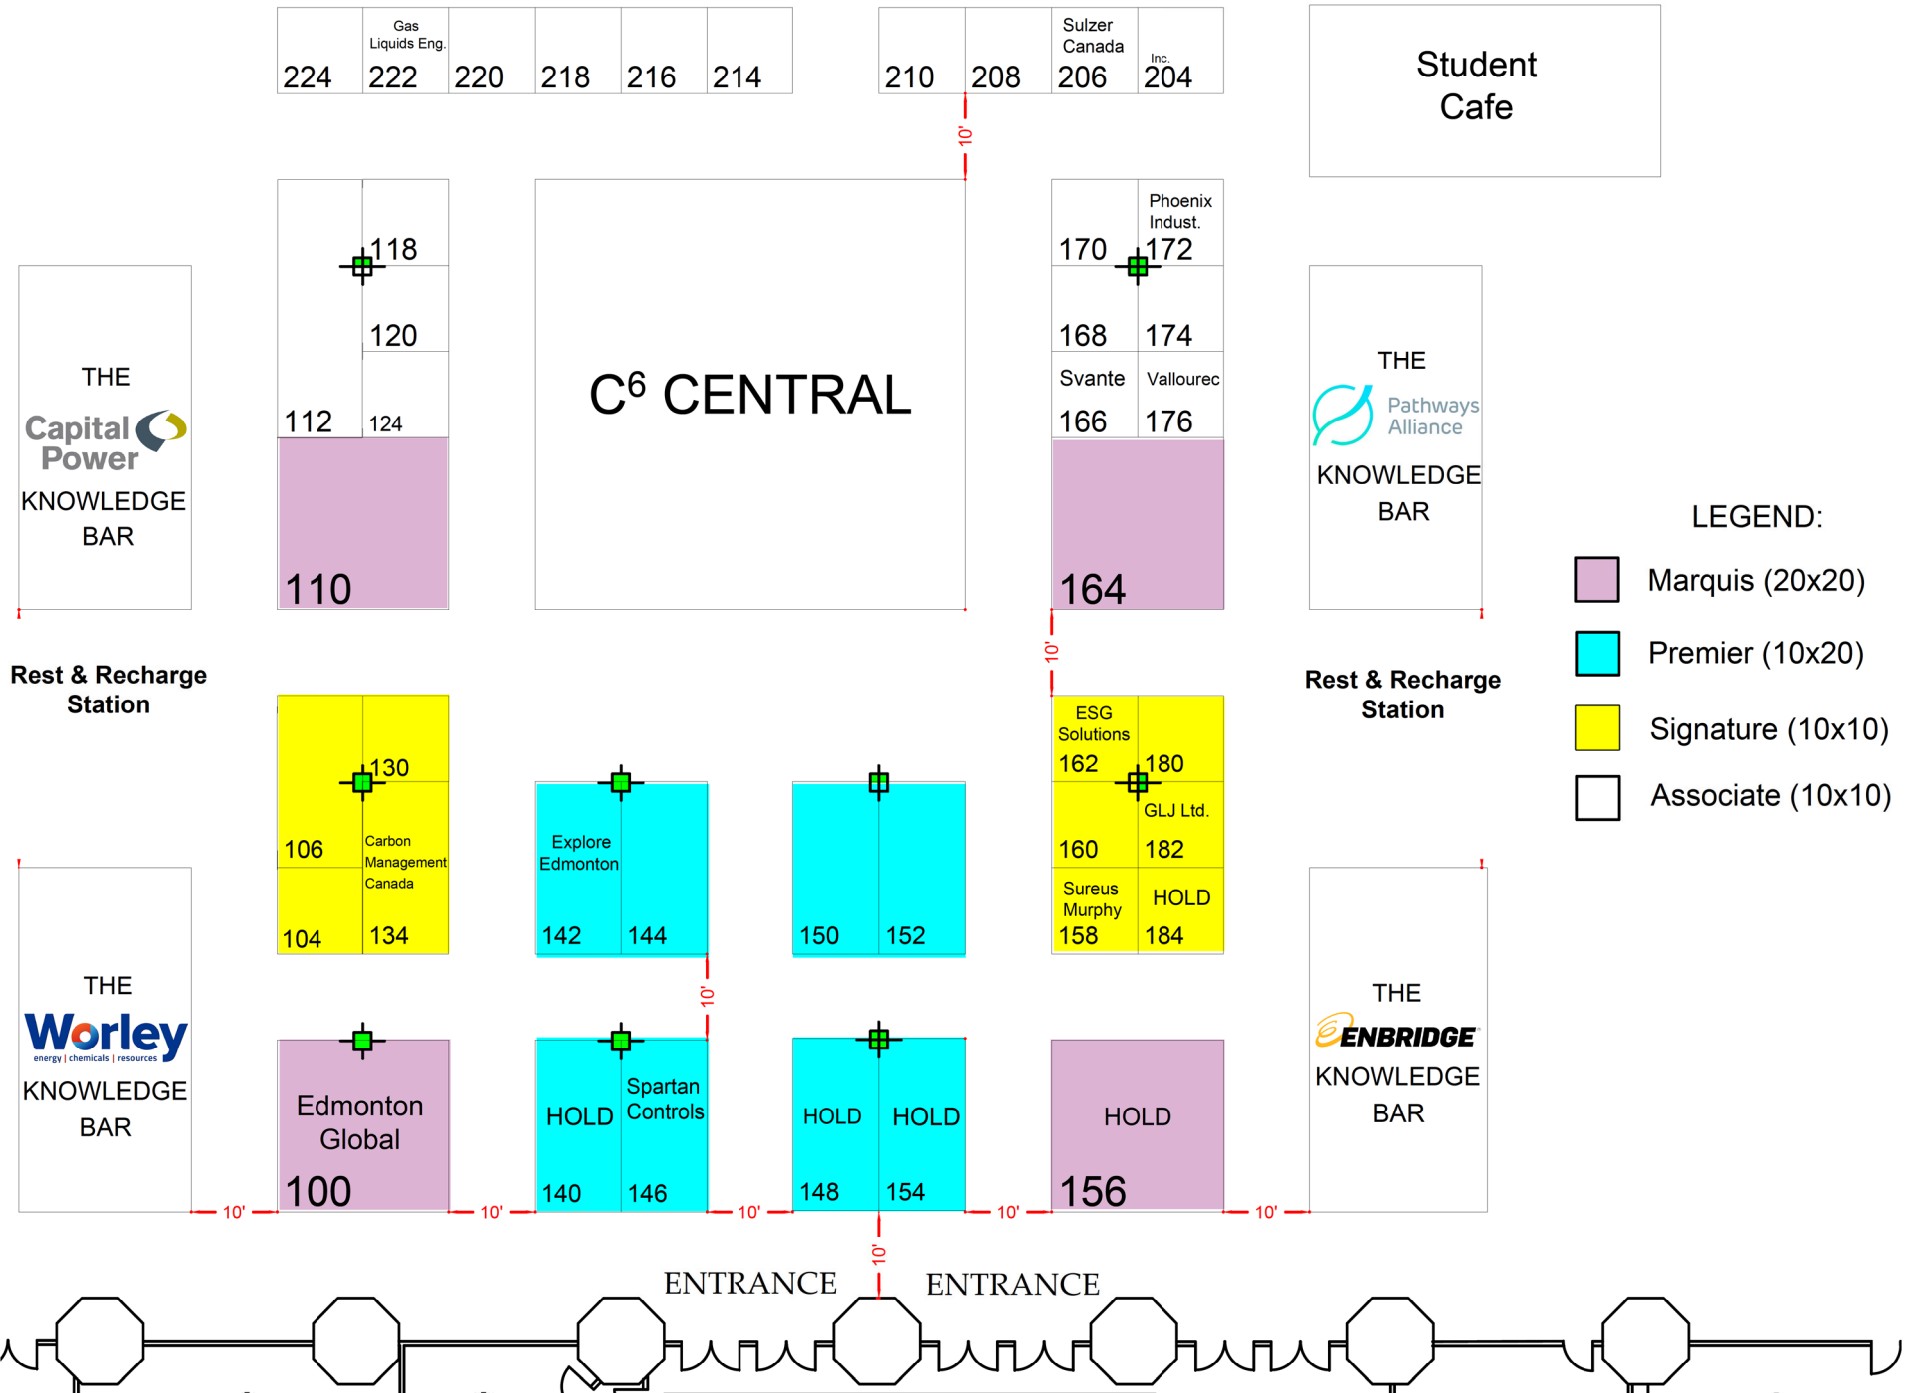 Gas
Liquids Eng.
224
222
220
218
216
214
210
208
Sulzer
Canada
206
Inc.
204
Student
Cafe
10'
118
120
112
124
110
C⁶ CENTRAL
170
Phoenix
Indust.
172
168
174
Svante
166
Vallourec
176
164
THE
Capital
Power
KNOWLEDGE
BAR
THE
Pathways
Alliance
KNOWLEDGE
BAR
LEGEND:
Marquis (20x20)
Premier (10x20)
Signature (10x10)
Associate (10x10)
Rest & Recharge
Station
10'
Rest & Recharge
Station
130
106
Carbon
Management
Canada
104
134
Explore
Edmonton
142
144
150
152
ESG
Solutions
162
180
160
GLJ Ltd.
182
Sureus
Murphy
158
HOLD
184
10'
THE
Worley
energy | chemicals | resources
KNOWLEDGE
BAR
Edmonton
Global
100
HOLD
140
Spartan
Controls
146
HOLD
148
HOLD
154
HOLD
156
THE
ENBRIDGE
KNOWLEDGE
BAR
10'
10'
10'
10'
10'
10'
ENTRANCE
ENTRANCE